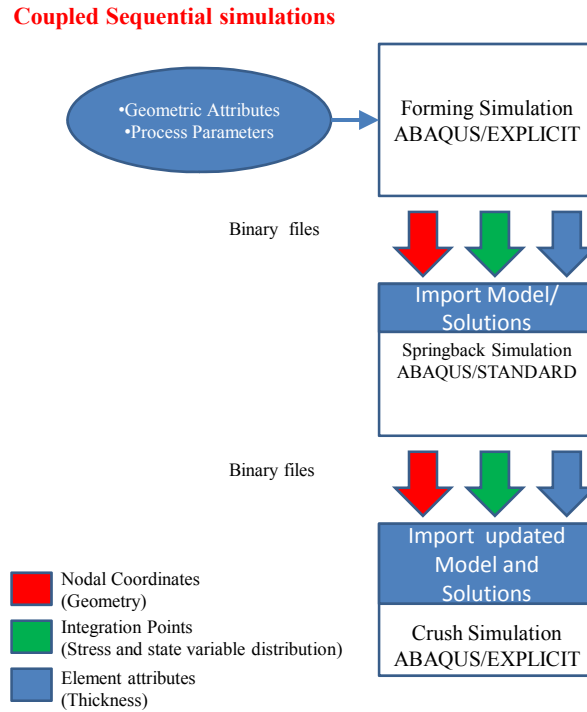 Coupled Sequential simulations
•Geometric Attributes
•Process Parameters
Forming Simulation
ABAQUS/EXPLICIT
Binary files
Import Model/
Solutions
Springback Simulation
ABAQUS/STANDARD
Binary files
Import updated
Model and
Solutions
Crush Simulation
ABAQUS/EXPLICIT
Nodal Coordinates
(Geometry)
Integration Points
(Stress and state variable distribution)
Element attributes
(Thickness)